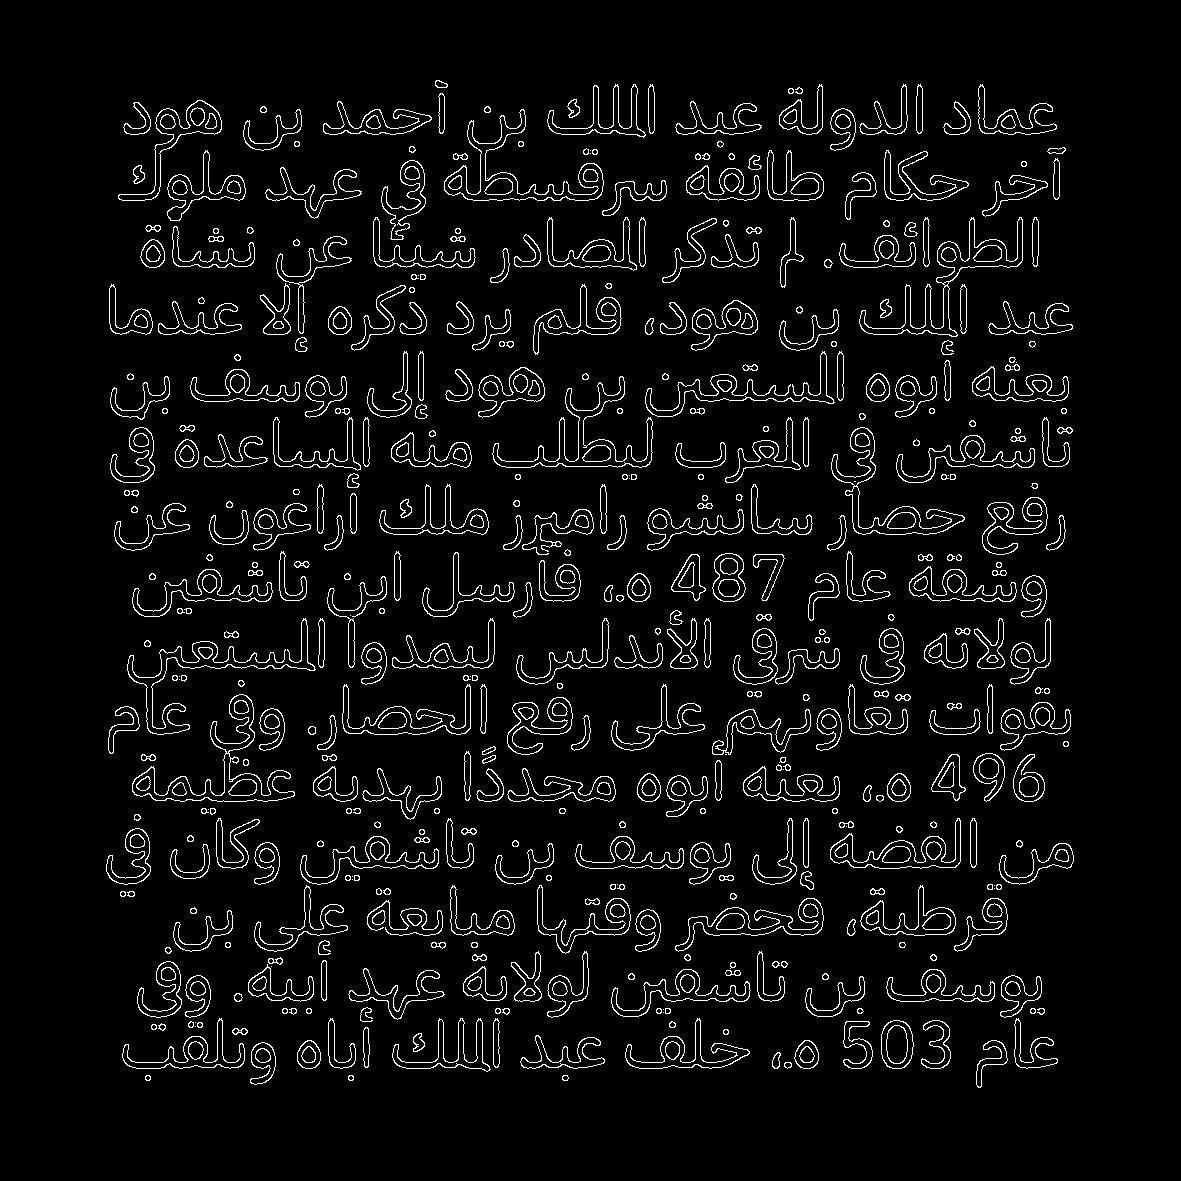 عماد الدولة عبد الملك بن أحمد بن هود
آخر حكام طائفة سرقسطة في عهد ملوك
الطوائف. لم تذكر المصادر شيئًا عن نشأة
عبد الملك بن هود، فلم يرد ذكره إلا عندما
بعثه أبوه المستعين بن هود إلى يوسف بن
تاشفين في المغرب ليطلب منه المساعدة في
رفع حصار سانشو راميرز ملك أراغون عن
وشقة عام 487 ه.، فأرسل ابن تاشفين
لولاته في شرقي الأندلس ليمدوا المستعين
بقوات تعاونهم على رفع الحصار. وفي عام
496 ه.، بعثه أبوه مجددًا بهدية عظيمة
من الفضة إلى يوسف بن تاشفين وكان في
قرطبة، فحضر وقتها مبايعة علي بن
يوسف بن تاشفين لولاية عهد أبيه. وفي
عام 503 ه.، خلف عبد الملك أباه وتلقب